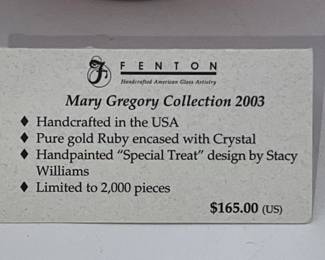 FENTON
Handcrafted American Glass Artistry
Mary Gregory Collection 2003
♦ Handcrafted in the USA
♦ Pure gold Ruby encased with Crystal
♦ Handpainted “Special Treat” design by Stacy
Williams
♦ Limited to 2,000 pieces
$165.00 (US)